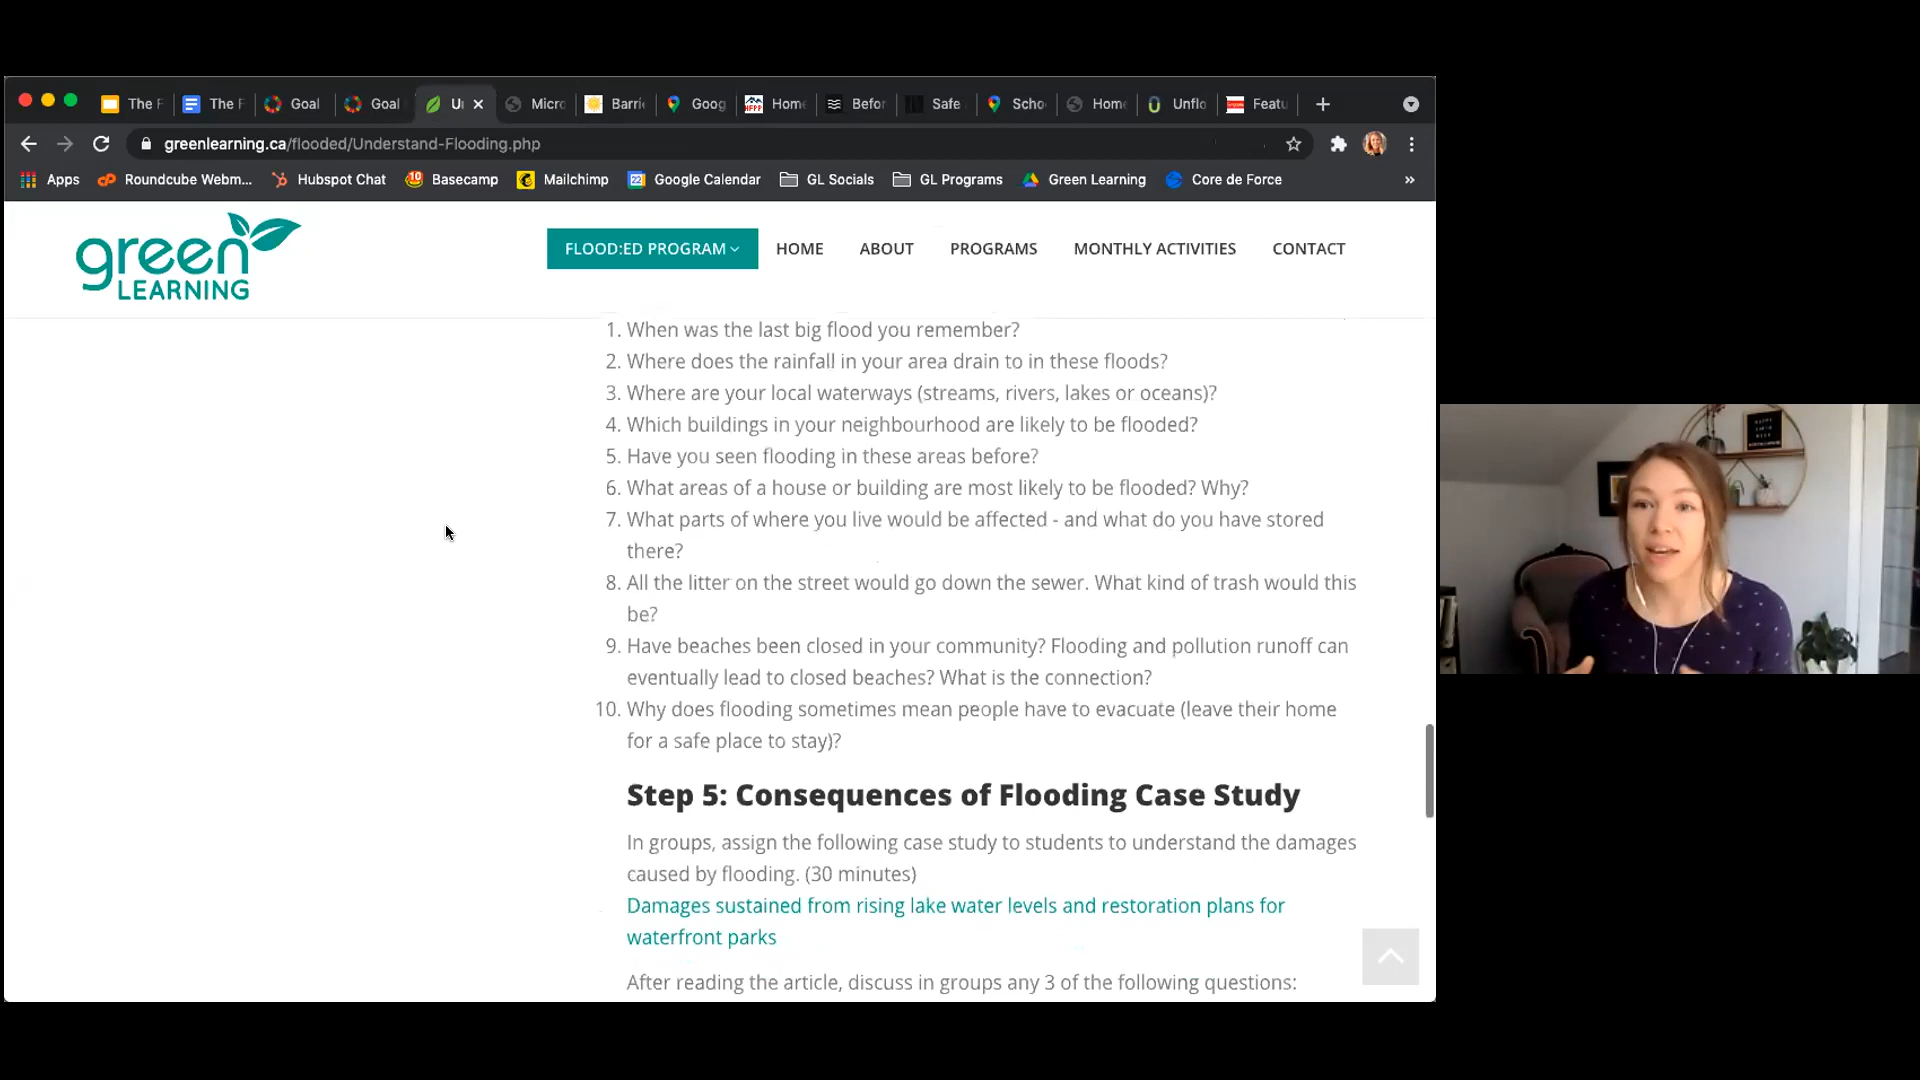 The F
The F
Goal
Goal
Ui
Micro
Barrie
Goog
HFPP
Home
Befor
Safe
Scho
Home
Unflo
Featu
greenlearning.ca/flooded/Understand-Flooding.php
Apps
Roundcube Webm...
Hubspot Chat
10
Basecamp
Mailchimp
22
Google Calendar
GL Socials
GL Programs
Green Learning
Core de Force
»
green
LEARNING
FLOOD:ED PROGRAM
HOME
ABOUT
PROGRAMS
MONTHLY ACTIVITIES
CONTACT
1. When was the last big flood you remember?
2. Where does the rainfall in your area drain to in these floods?
3. Where are your local waterways (streams, rivers, lakes or oceans)?
4. Which buildings in your neighbourhood are likely to be flooded?
5. Have you seen flooding in these areas before?
6. What areas of a house or building are most likely to be flooded? Why?
7. What parts of where you live would be affected - and what do you have stored
there?
8. All the litter on the street would go down the sewer. What kind of trash would this
be?
9. Have beaches been closed in your community? Flooding and pollution runoff can
eventually lead to closed beaches? What is the connection?
10. Why does flooding sometimes mean people have to evacuate (leave their home
for a safe place to stay)?
Step 5: Consequences of Flooding Case Study
In groups, assign the following case study to students to understand the damages
caused by flooding. (30 minutes)
Damages sustained from rising lake water levels and restoration plans for
waterfront parks
After reading the article, discuss in groups any 3 of the following questions: